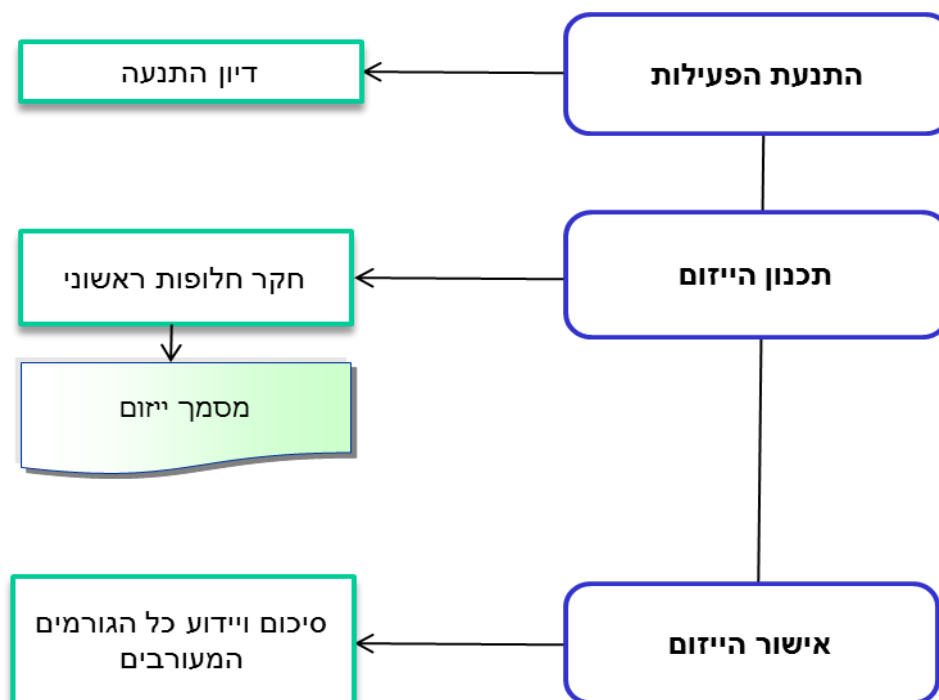 התנעת הפעילות
דיון התנעה
תכנון הייזום
חקר חלופות ראשוני
מסמך ייזום
אישור הייזום
סיכום ויידוע כל הגורמים
המעורבים